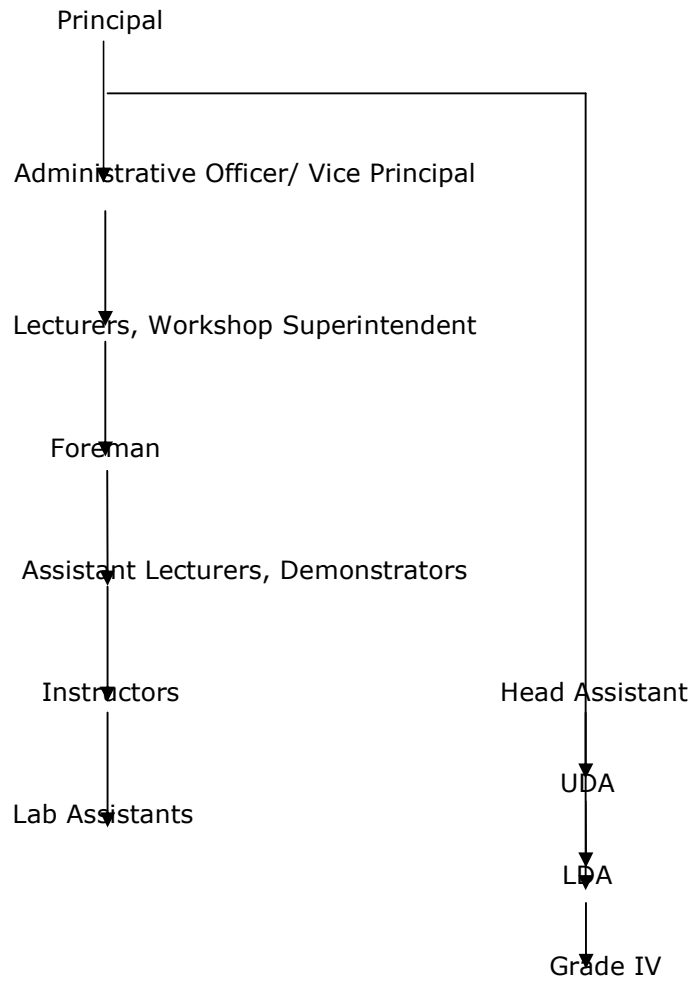 Principal
Administrative Officer/ Vice Principal
Lecturers, Workshop Superintendent
Foreman
Assistant Lecturers, Demonstrators
Instructors
Head Assistant
UDA
Lab Assistants
LDA
Grade IV